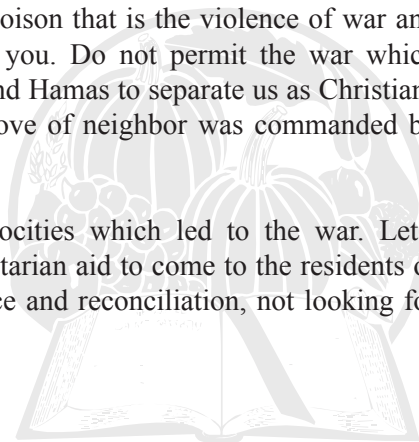 oison that is the violence of war an
you. Do not permit the war whic
nd Hamas to separate us as Christian
ove of neighbor was commanded b
ocities which led to the war. Let
tarian aid to come to the residents o
ce and reconciliation, not looking fo